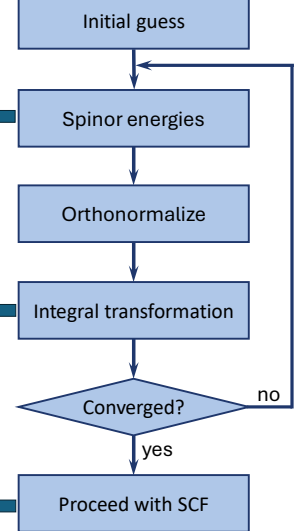 Initial guess
Spinor energies
Orthonormalize
Integral transformation
Converged?
no
yes
Proceed with SCF